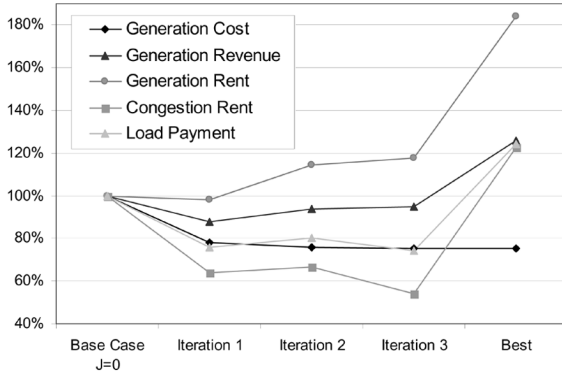 180%
160%
140%
120%
100%
80%
60%
40%
Generation Cost
Generation Revenue
Generation Rent
Congestion Rent
Load Payment
Base Case Iteration 1 Iteration 2 Iteration 3 Best
J=0